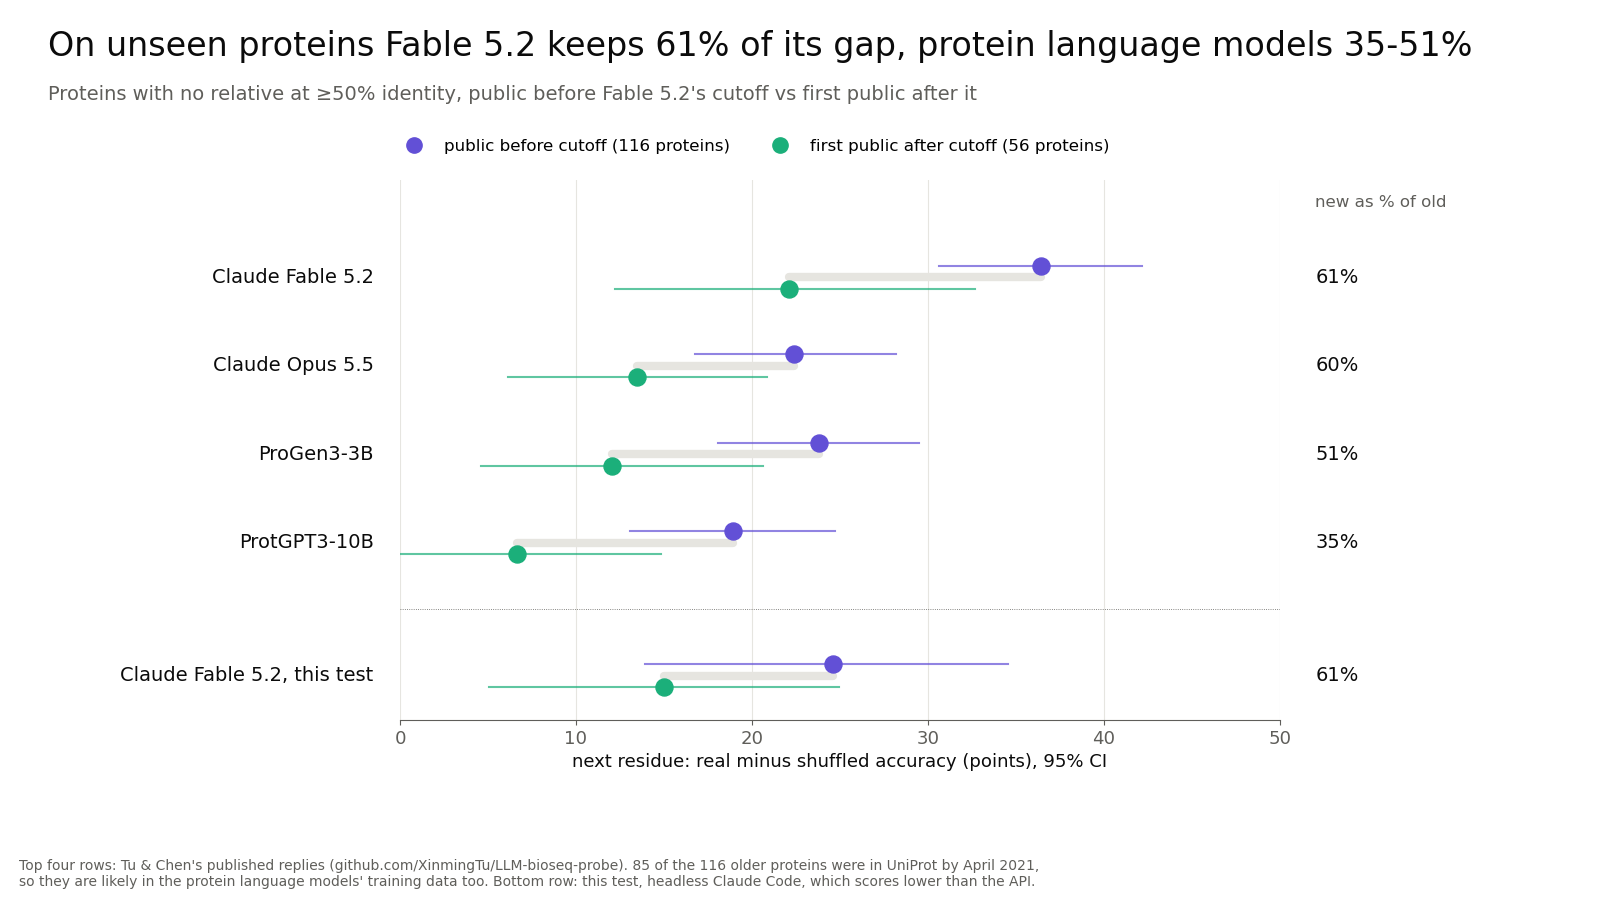 On unseen proteins Fable 5.2 keeps 61% of its gap, protein language models 35-51%
Proteins with no relative at ≥50% identity, public before Fable 5.2's cutoff vs first public after it
public before cutoff (116 proteins)
first public after cutoff (56 proteins)
new as % of old
Claude Fable 5.2
61%
Claude Opus 5.5
60%
ProGen3-3B
51%
ProtGPT3-10B
35%
Claude Fable 5.2, this test
61%
0 10 20 30 40 50
next residue: real minus shuffled accuracy (points), 95% CI
Top four rows: Tu & Chen's published replies (github.com/XinmingTu/LLM-bioseq-probe). 85 of the 116 older proteins were in UniProt by April 2021,
so they are likely in the protein language models' training data too. Bottom row: this test, headless Claude Code, which scores lower than the API.